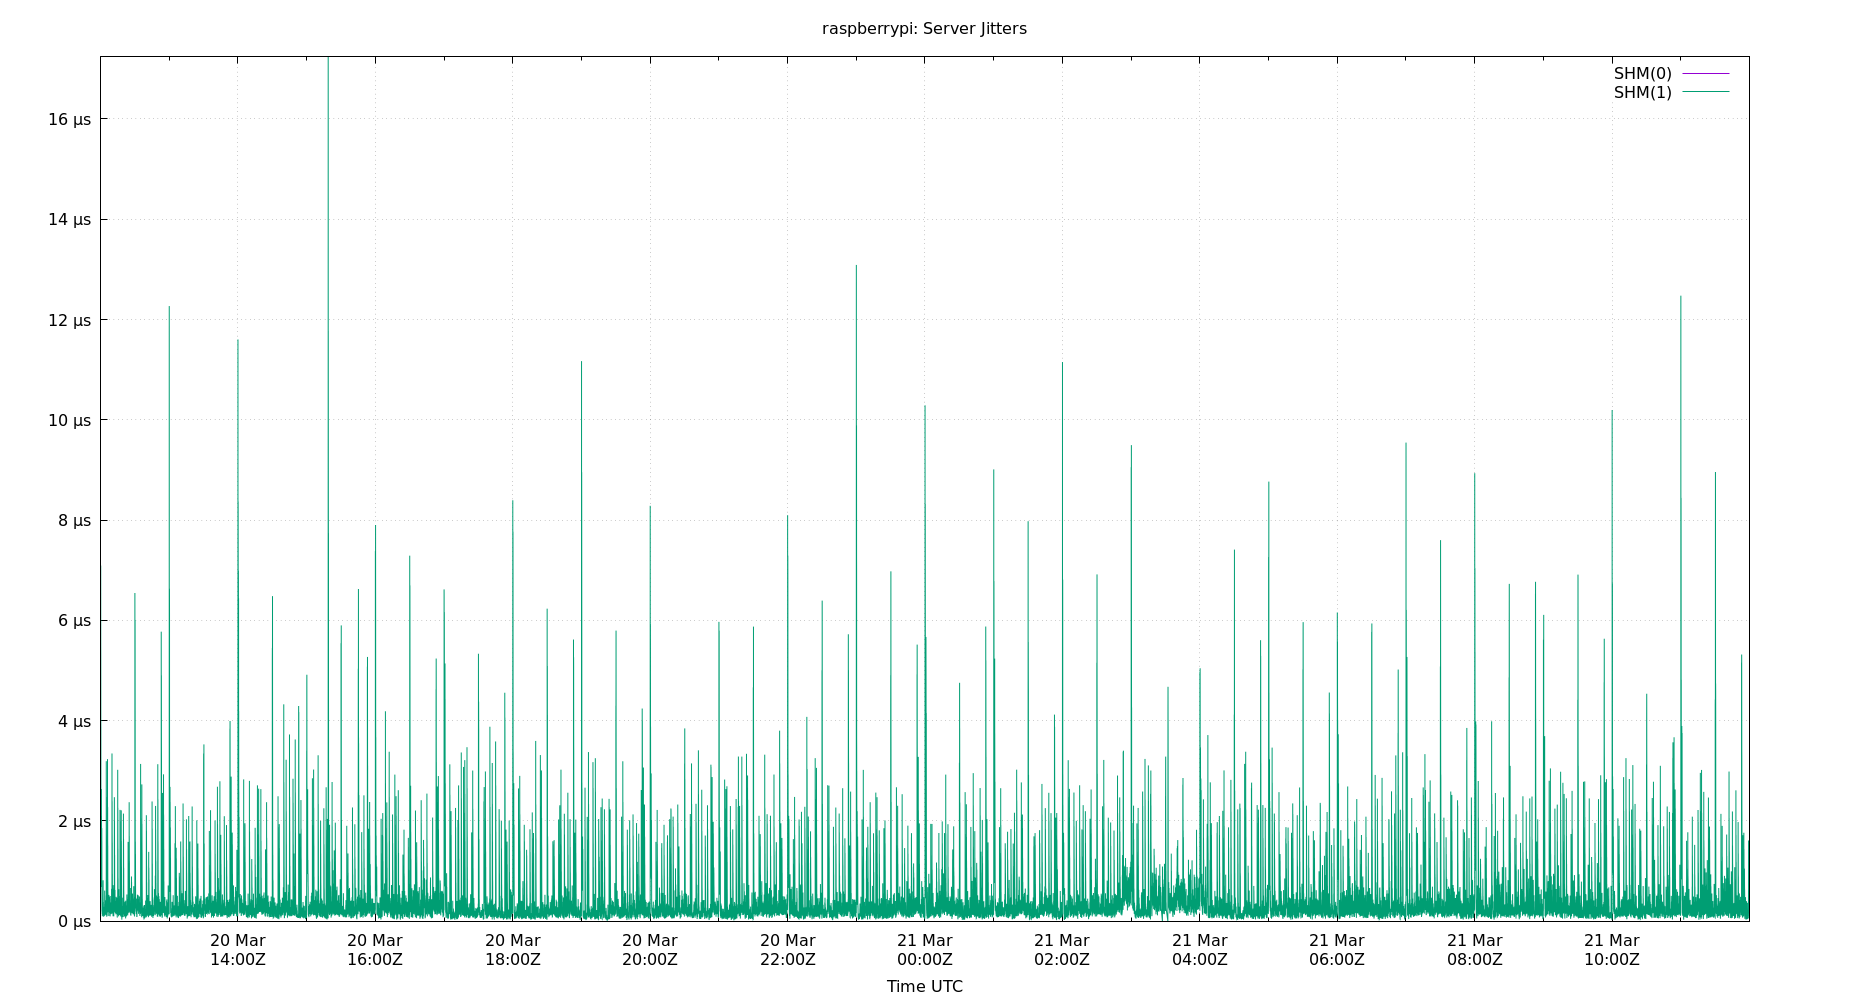 raspberrypi: Server Jitters
SHM(0)
SHM(1)
16 µs
14 µs
12 µs
10 µs
8 µs
6 µs
4 µs
2 µs
0 µs
20 Mar 20 Mar 20 Mar 20 Mar 20 Mar 21 Mar 21 Mar 21 Mar 21 Mar 21 Mar 21 Mar
14:00Z 16:00Z 18:00Z 20:00Z 22:00Z 00:00Z 02:00Z 04:00Z 06:00Z 08:00Z 10:00Z
Time UTC